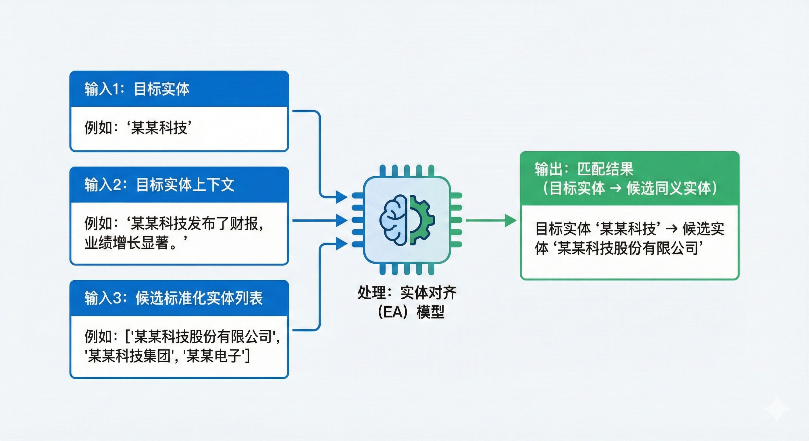 输入1：目标实体
例如：‘某某科技’
输入2：目标实体上下文
例如：‘某某科技发布了财报，
业绩增长显著。’
输入3：候选标准化实体列表
例如：['某某科技股份有限公司',
'某某科技集团', '某某电子']
处理：实体对齐
（EA）模型
输出：匹配结果
（目标实体 → 候选同义实体）
目标实体 ‘某某科技’ → 候选实
体 ‘某某科技股份有限公司’